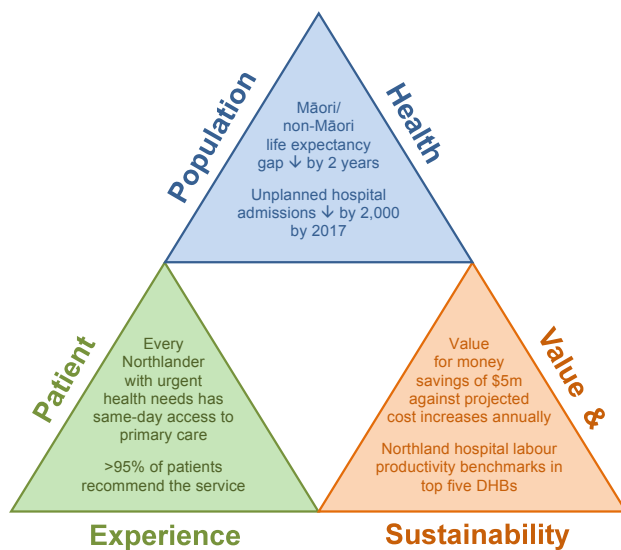 Population
Health
Māori/
non-Māori
life expectancy
gap ↓ by 2 years
Unplanned hospital
admissions ↓ by 2,000
by 2017
Patient
Every
Northlander
with urgent
health needs has
same-day access to
primary care
>95% of patients
recommend the service
Experience
Value &
Value
for money
savings of $5m
against projected
cost increases annually
Northland hospital labour
productivity benchmarks in
top five DHBs
Sustainability